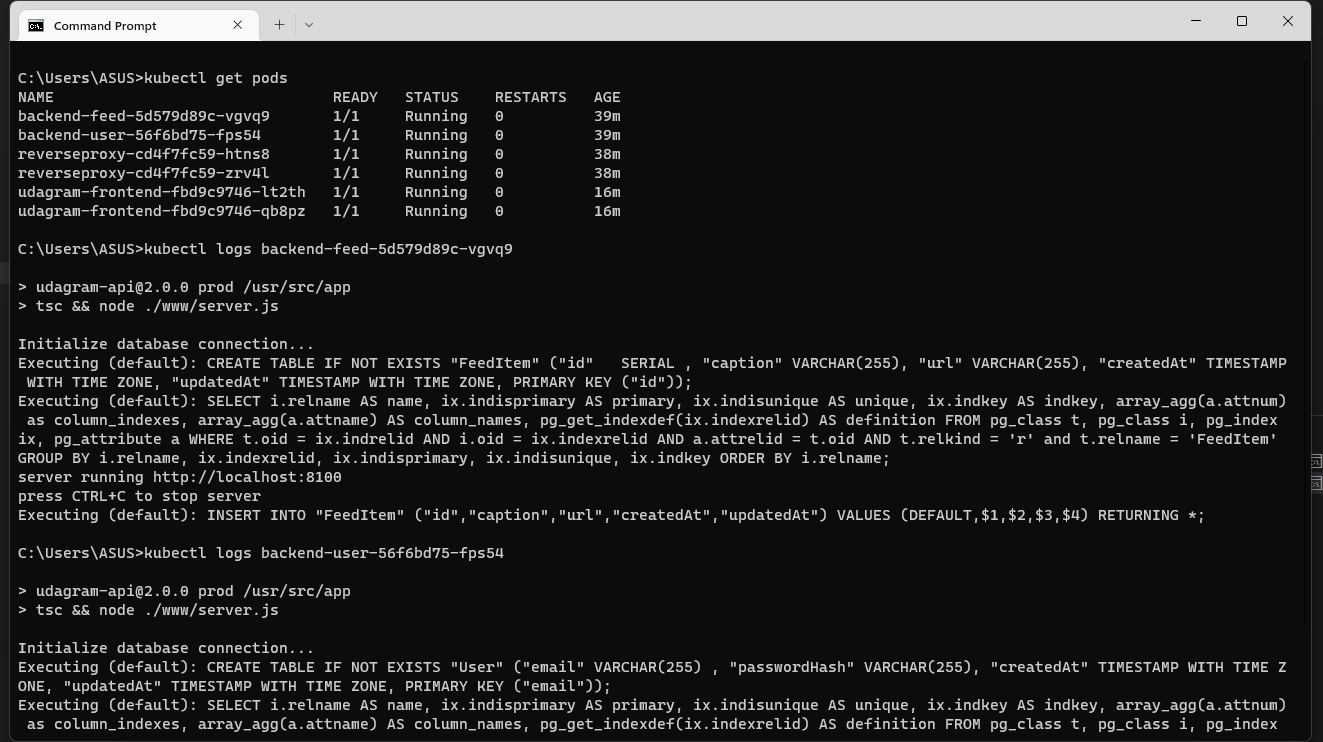 Command Prompt
C:\Users\ASUS>kubectl get pods
NAME                               READY   STATUS    RESTARTS   AGE
backend-feed-5d579d89c-vgvq9       1/1     Running   0          39m
backend-user-56f6bd75-fps54        1/1     Running   0          39m
reverseproxy-cd4f7fc59-htns8       1/1     Running   0          38m
reverseproxy-cd4f7fc59-zrv4l       1/1     Running   0          38m
udagram-frontend-fbd9c9746-lt2th   1/1     Running   0          16m
udagram-frontend-fbd9c9746-qb8pz   1/1     Running   0          16m
C:\Users\ASUS>kubectl logs backend-feed-5d579d89c-vgvq9
> udagram-api@2.0.0 prod /usr/src/app
> tsc && node ./www/server.js
Initialize database connection...
Executing (default): CREATE TABLE IF NOT EXISTS "FeedItem" ("id"   SERIAL , "caption" VARCHAR(255), "url" VARCHAR(255), "createdAt" TIMESTAMP
 WITH TIME ZONE, "updatedAt" TIMESTAMP WITH TIME ZONE, PRIMARY KEY ("id"));
Executing (default): SELECT i.relname AS name, ix.indisprimary AS primary, ix.indisunique AS unique, ix.indkey AS indkey, array_agg(a.attnum)
 as column_indexes, array_agg(a.attname) AS column_names, pg_get_indexdef(ix.indexrelid) AS definition FROM pg_class t, pg_class i, pg_index
ix, pg_attribute a WHERE t.oid = ix.indrelid AND i.oid = ix.indexrelid AND a.attrelid = t.oid AND t.relkind = 'r' and t.relname = 'FeedItem'
GROUP BY i.relname, ix.indexrelid, ix.indisprimary, ix.indisunique, ix.indkey ORDER BY i.relname;
server running http://localhost:8100
press CTRL+C to stop server
Executing (default): INSERT INTO "FeedItem" ("id","caption","url","createdAt","updatedAt") VALUES (DEFAULT,$1,$2,$3,$4) RETURNING *;
C:\Users\ASUS>kubectl logs backend-user-56f6bd75-fps54
> udagram-api@2.0.0 prod /usr/src/app
> tsc && node ./www/server.js
Initialize database connection...
Executing (default): CREATE TABLE IF NOT EXISTS "User" ("email" VARCHAR(255) , "passwordHash" VARCHAR(255), "createdAt" TIMESTAMP WITH TIME Z
ONE, "updatedAt" TIMESTAMP WITH TIME ZONE, PRIMARY KEY ("email"));
Executing (default): SELECT i.relname AS name, ix.indisprimary AS primary, ix.indisunique AS unique, ix.indkey AS indkey, array_agg(a.attnum)
 as column_indexes, array_agg(a.attname) AS column_names, pg_get_indexdef(ix.indexrelid) AS definition FROM pg_class t, pg_class i, pg_index